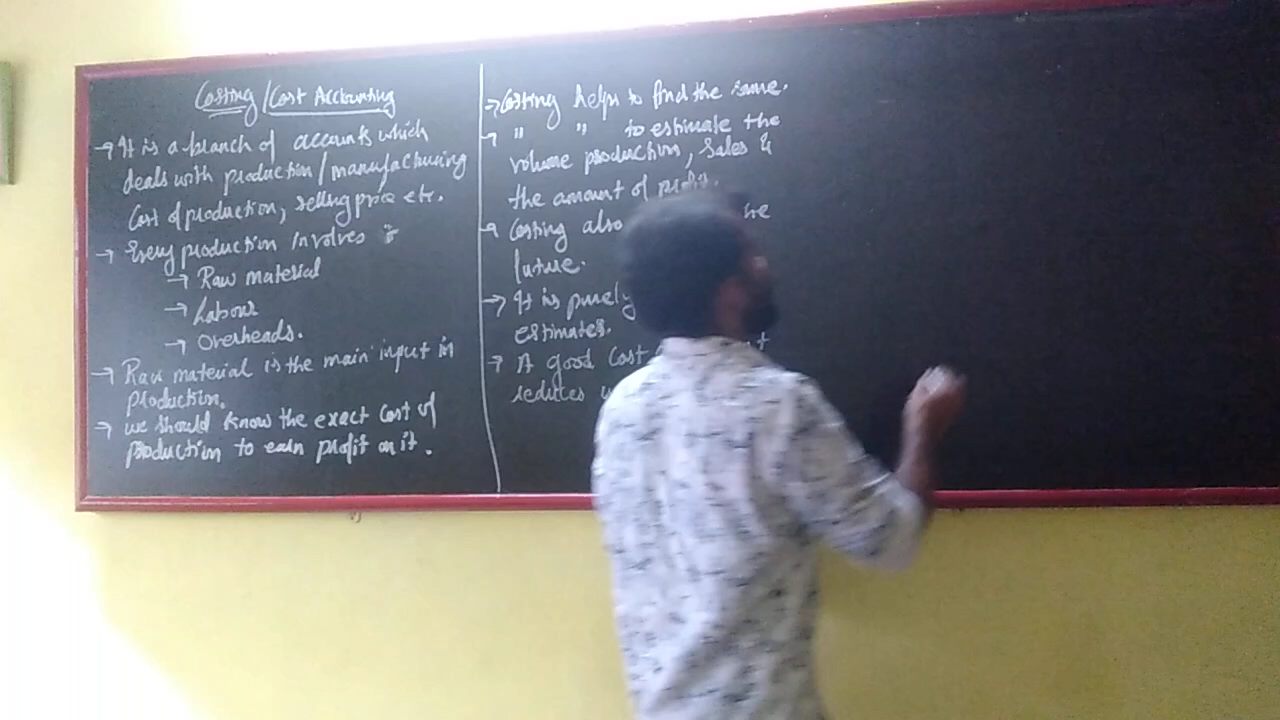 Costing / Cost Accounting
→ It is a branch of accounts which
deals with production / manufacturing
Cost of production, selling price etc.
→ Every production involves :-
→ Raw material
→ Labour
→ Overheads.
→ Raw material is the main input in
production.
→ we should know the exact cost of
production to earn profit on it.
→ Costing helps to find the same.
→ " " to estimate the
volume production, Sales &
the amount of profit.
→ Costing also
future.
→ It is purely
estimates.
→ A good Cost
reduces